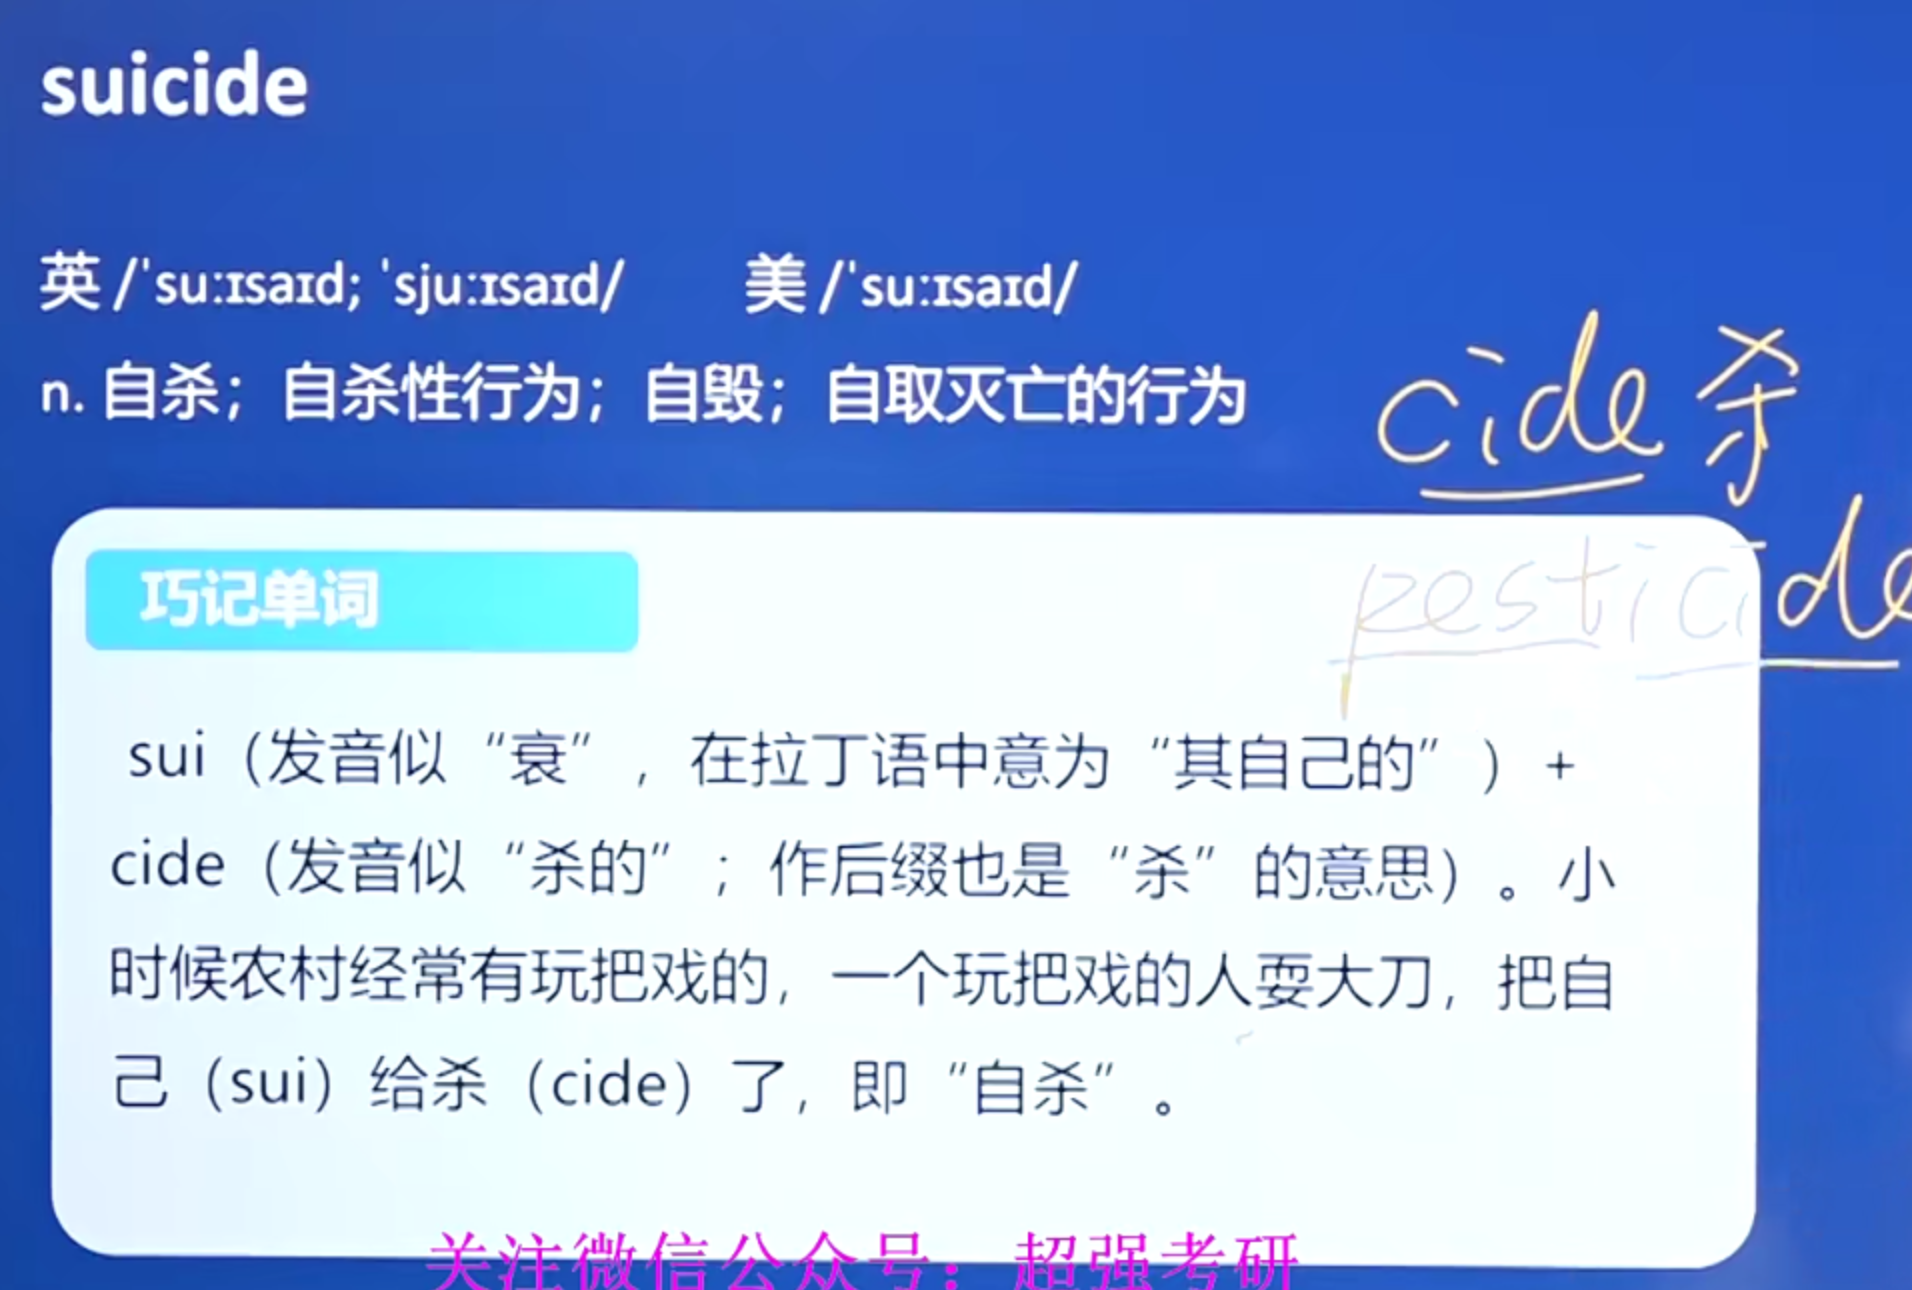 suicide
英 /ˈsuːɪsaɪd; ˈsjuːɪsaɪd/ 美 /ˈsuːɪsaɪd/
n. 自杀；自杀性行为；自毁；自取灭亡的行为
cide 杀
pesticide
巧记单词
sui（发音似“衰”，在拉丁语中意为“其自己的”）+
cide（发音似“杀的”；作后缀也是“杀”的意思）。小
时候农村经常有玩把戏的，一个玩把戏的人耍大刀，把自
己（sui）给杀（cide）了，即“自杀”。
关注微信公众号：超强考研